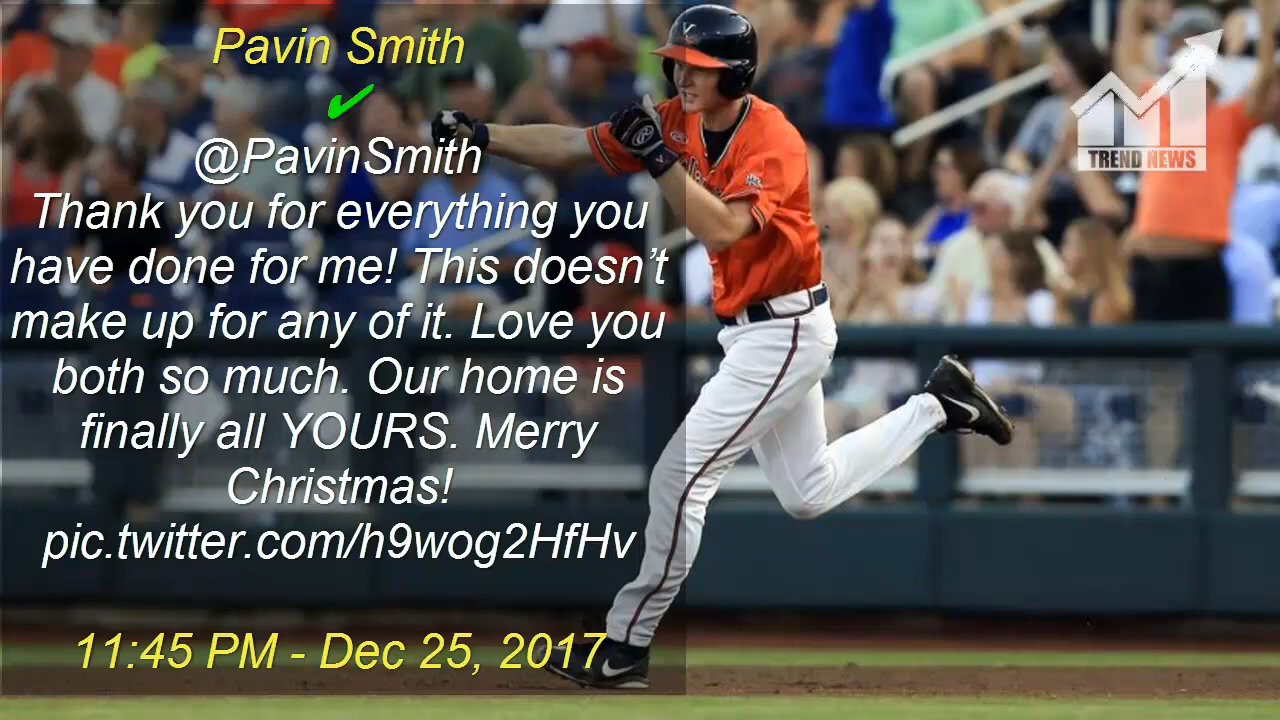 Pavin Smith
✔
@PavinSmith
Thank you for everything you
have done for me! This doesn’t
make up for any of it. Love you
both so much. Our home is
finally all YOURS. Merry
Christmas!
pic.twitter.com/h9wog2HfHv
11:45 PM - Dec 25, 2017
TREND NEWS
V